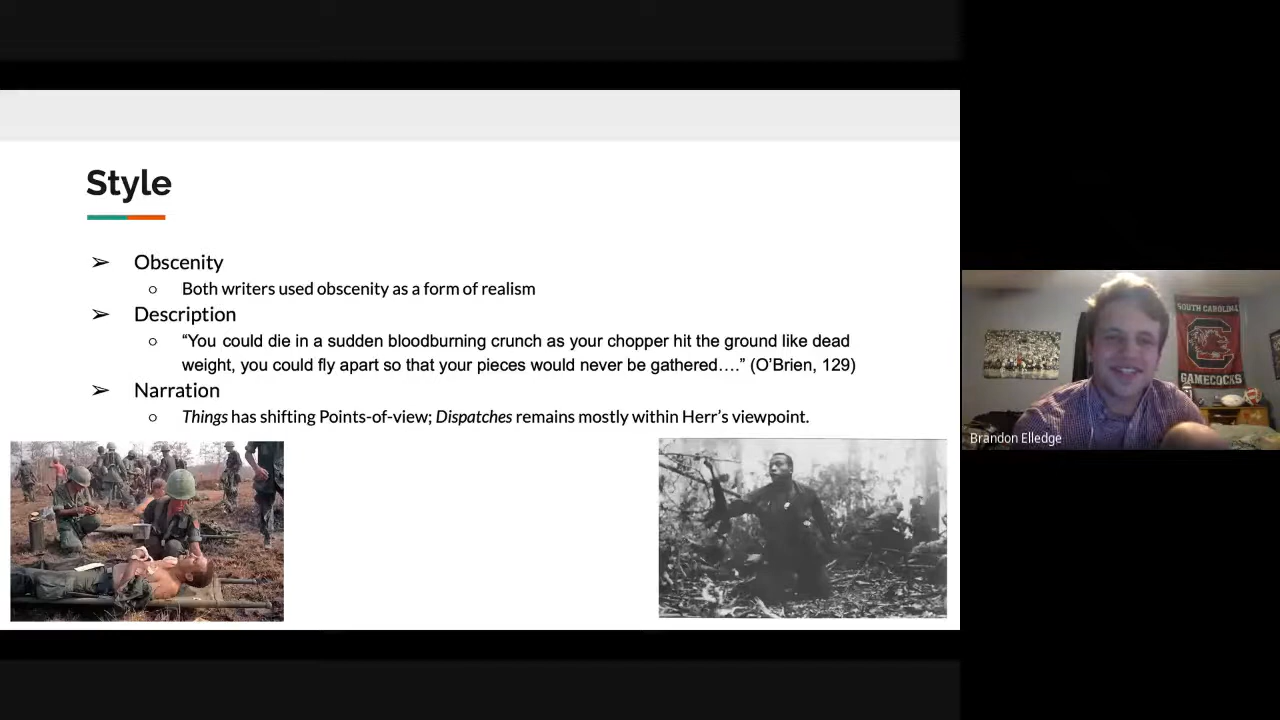 Style
➢ Obscenity
○ Both writers used obscenity as a form of realism
➢ Description
○ “You could die in a sudden bloodburning crunch as your chopper hit the ground like dead
weight, you could fly apart so that your pieces would never be gathered….” (O’Brien, 129)
➢ Narration
○ Things has shifting Points-of-view; Dispatches remains mostly within Herr’s viewpoint.
SOUTH CAROLINA
C
GAMECOCKS
Brandon Elledge